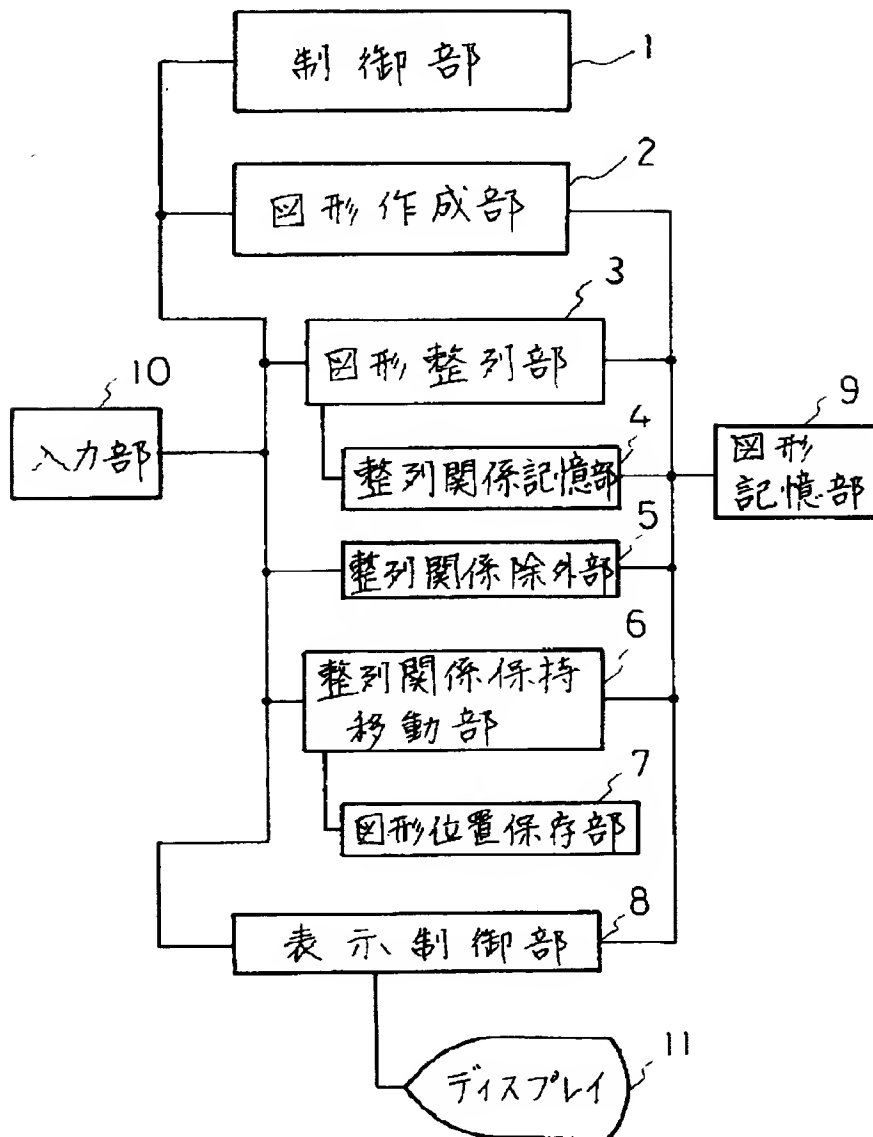 制御部
1
図形作成部
2
図形整列部
3
整列関係記憶部
4
整列関係除外部
5
整列関係保持
移動部
6
図形位置保存部
7
表示制御部
8
図形
記憶部
9
入力部
10
ディスプレイ
11